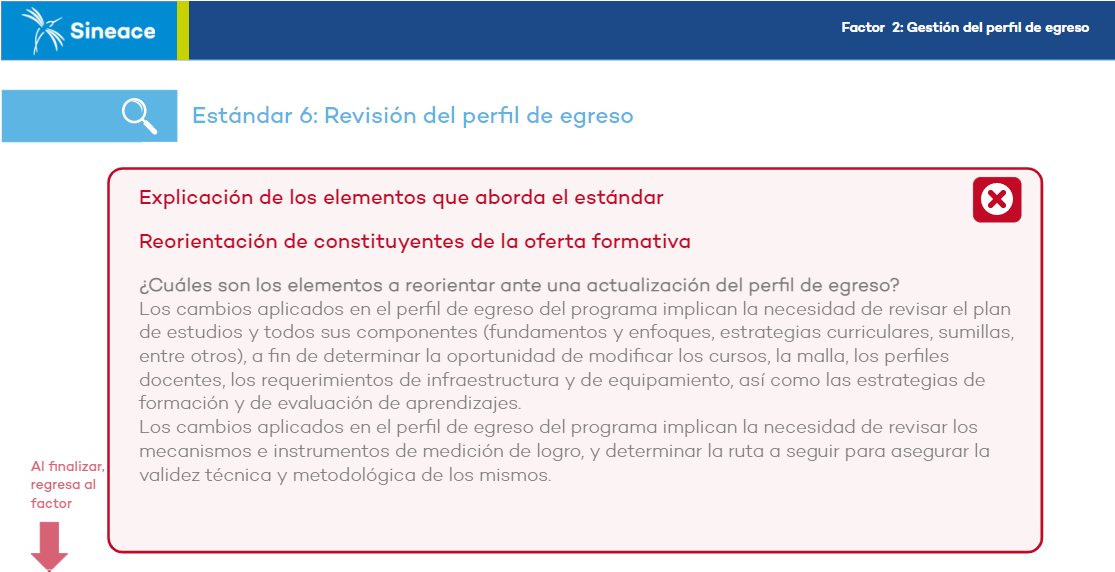 Sineace
Factor 2: Gestión del perfil de egreso
Estándar 6: Revisión del perfil de egreso
Explicación de los elementos que aborda el estándar
Reorientación de constituyentes de la oferta formativa
¿Cuáles son los elementos a reorientar ante una actualización del perfil de egreso?
Los cambios aplicados en el perfil de egreso del programa implican la necesidad de revisar el plan
de estudios y todos sus componentes (fundamentos y enfoques, estrategias curriculares, sumillas,
entre otros), a fin de determinar la oportunidad de modificar los cursos, la malla, los perfiles
docentes, los requerimientos de infraestructura y de equipamiento, así como las estrategias de
formación y de evaluación de aprendizajes.
Los cambios aplicados en el perfil de egreso del programa implican la necesidad de revisar los
mecanismos e instrumentos de medición de logro, y determinar la ruta a seguir para asegurar la
validez técnica y metodológica de los mismos.
Al finalizar,
regresa al
factor